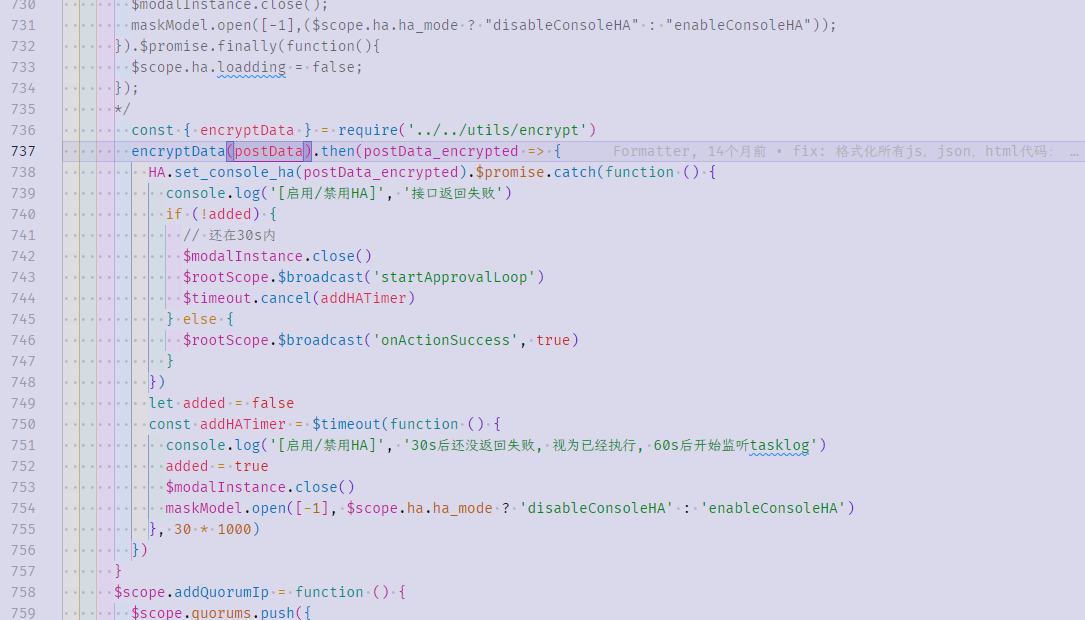 730 $modalInstance.close();
731 maskModel.open([-1],($scope.ha.ha_mode ? "disableConsoleHA" : "enableConsoleHA"));
732 }).$promise.finally(function(){
733 $scope.ha.loadding = false;
734 });
735 */
736 const { encryptData } = require('../../utils/encrypt')
737 encryptData(postData).then(postData_encrypted => { Formatter, 14个月前 • fix: 格式化所有js、json、html代码: …
738 HA.set_console_ha(postData_encrypted).$promise.catch(function () {
739 console.log('[启用/禁用HA]', '接口返回失败')
740 if (!added) {
741 // 还在30s内
742 $modalInstance.close()
743 $rootScope.$broadcast('startApprovalLoop')
744 $timeout.cancel(addHATimer)
745 } else {
746 $rootScope.$broadcast('onActionSuccess', true)
747 }
748 })
749 let added = false
750 const addHATimer = $timeout(function () {
751 console.log('[启用/禁用HA]', '30s后还没返回失败, 视为已经执行, 60s后开始监听tasklog')
752 added = true
753 $modalInstance.close()
754 maskModel.open([-1], $scope.ha.ha_mode ? 'disableConsoleHA' : 'enableConsoleHA')
755 }, 30 * 1000)
756 })
757 }
758 $scope.addQuorumIp = function () {
759 $scope.quorums.push({